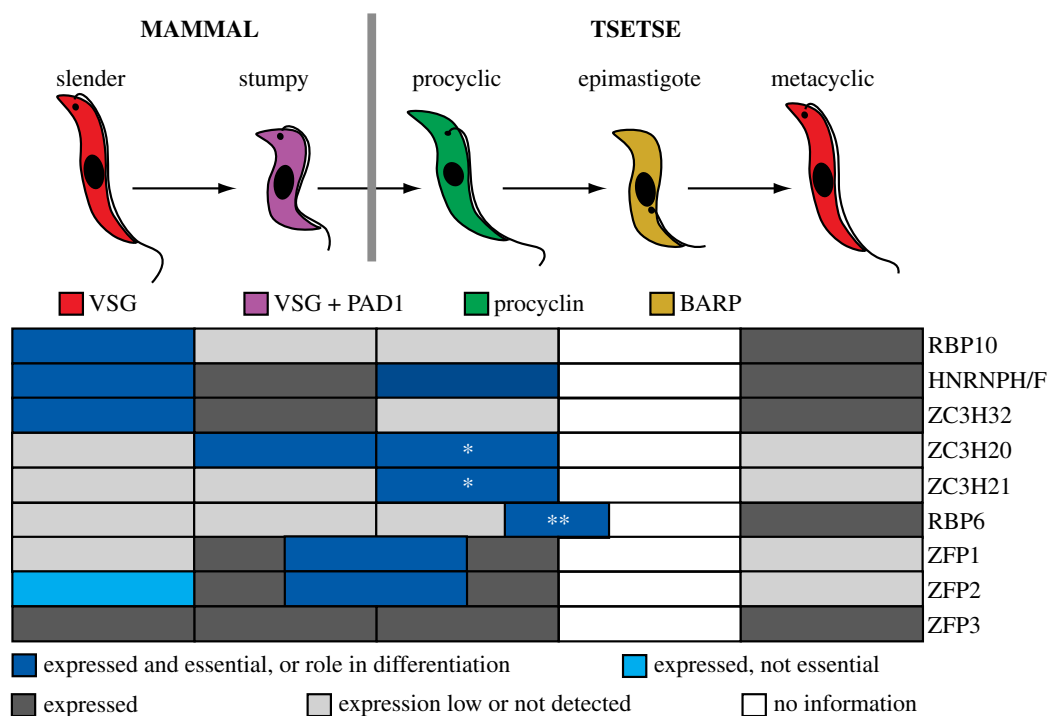 MAMMAL TSETSE
slender stumpy procyclic epimastigote metacyclic
VSG VSG + PAD1 procyclin BARP
RBP10
HNRNPH/F
ZC3H32
* ZC3H20
* ZC3H21
** RBP6
ZFP1
ZFP2
ZFP3
expressed and essential, or role in differentiation expressed, not essential
expressed expression low or not detected no information